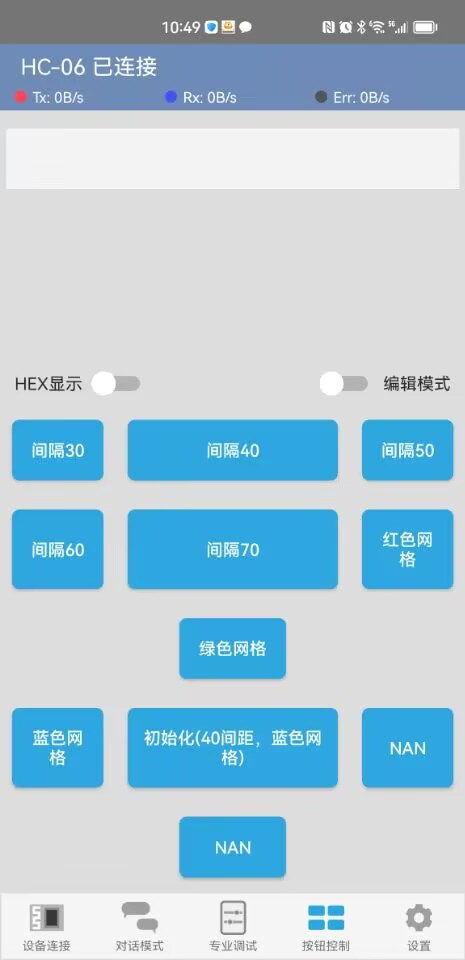 10:49
HC-06 已连接
Tx: 0B/s
Rx: 0B/s
Err: 0B/s
HEX显示
编辑模式
间隔30
间隔40
间隔50
间隔60
间隔70
红色网
格
绿色网格
蓝色网
格
初始化(40间距，蓝色网
格)
NAN
NAN
设备连接
对话模式
专业调试
按钮控制
设置